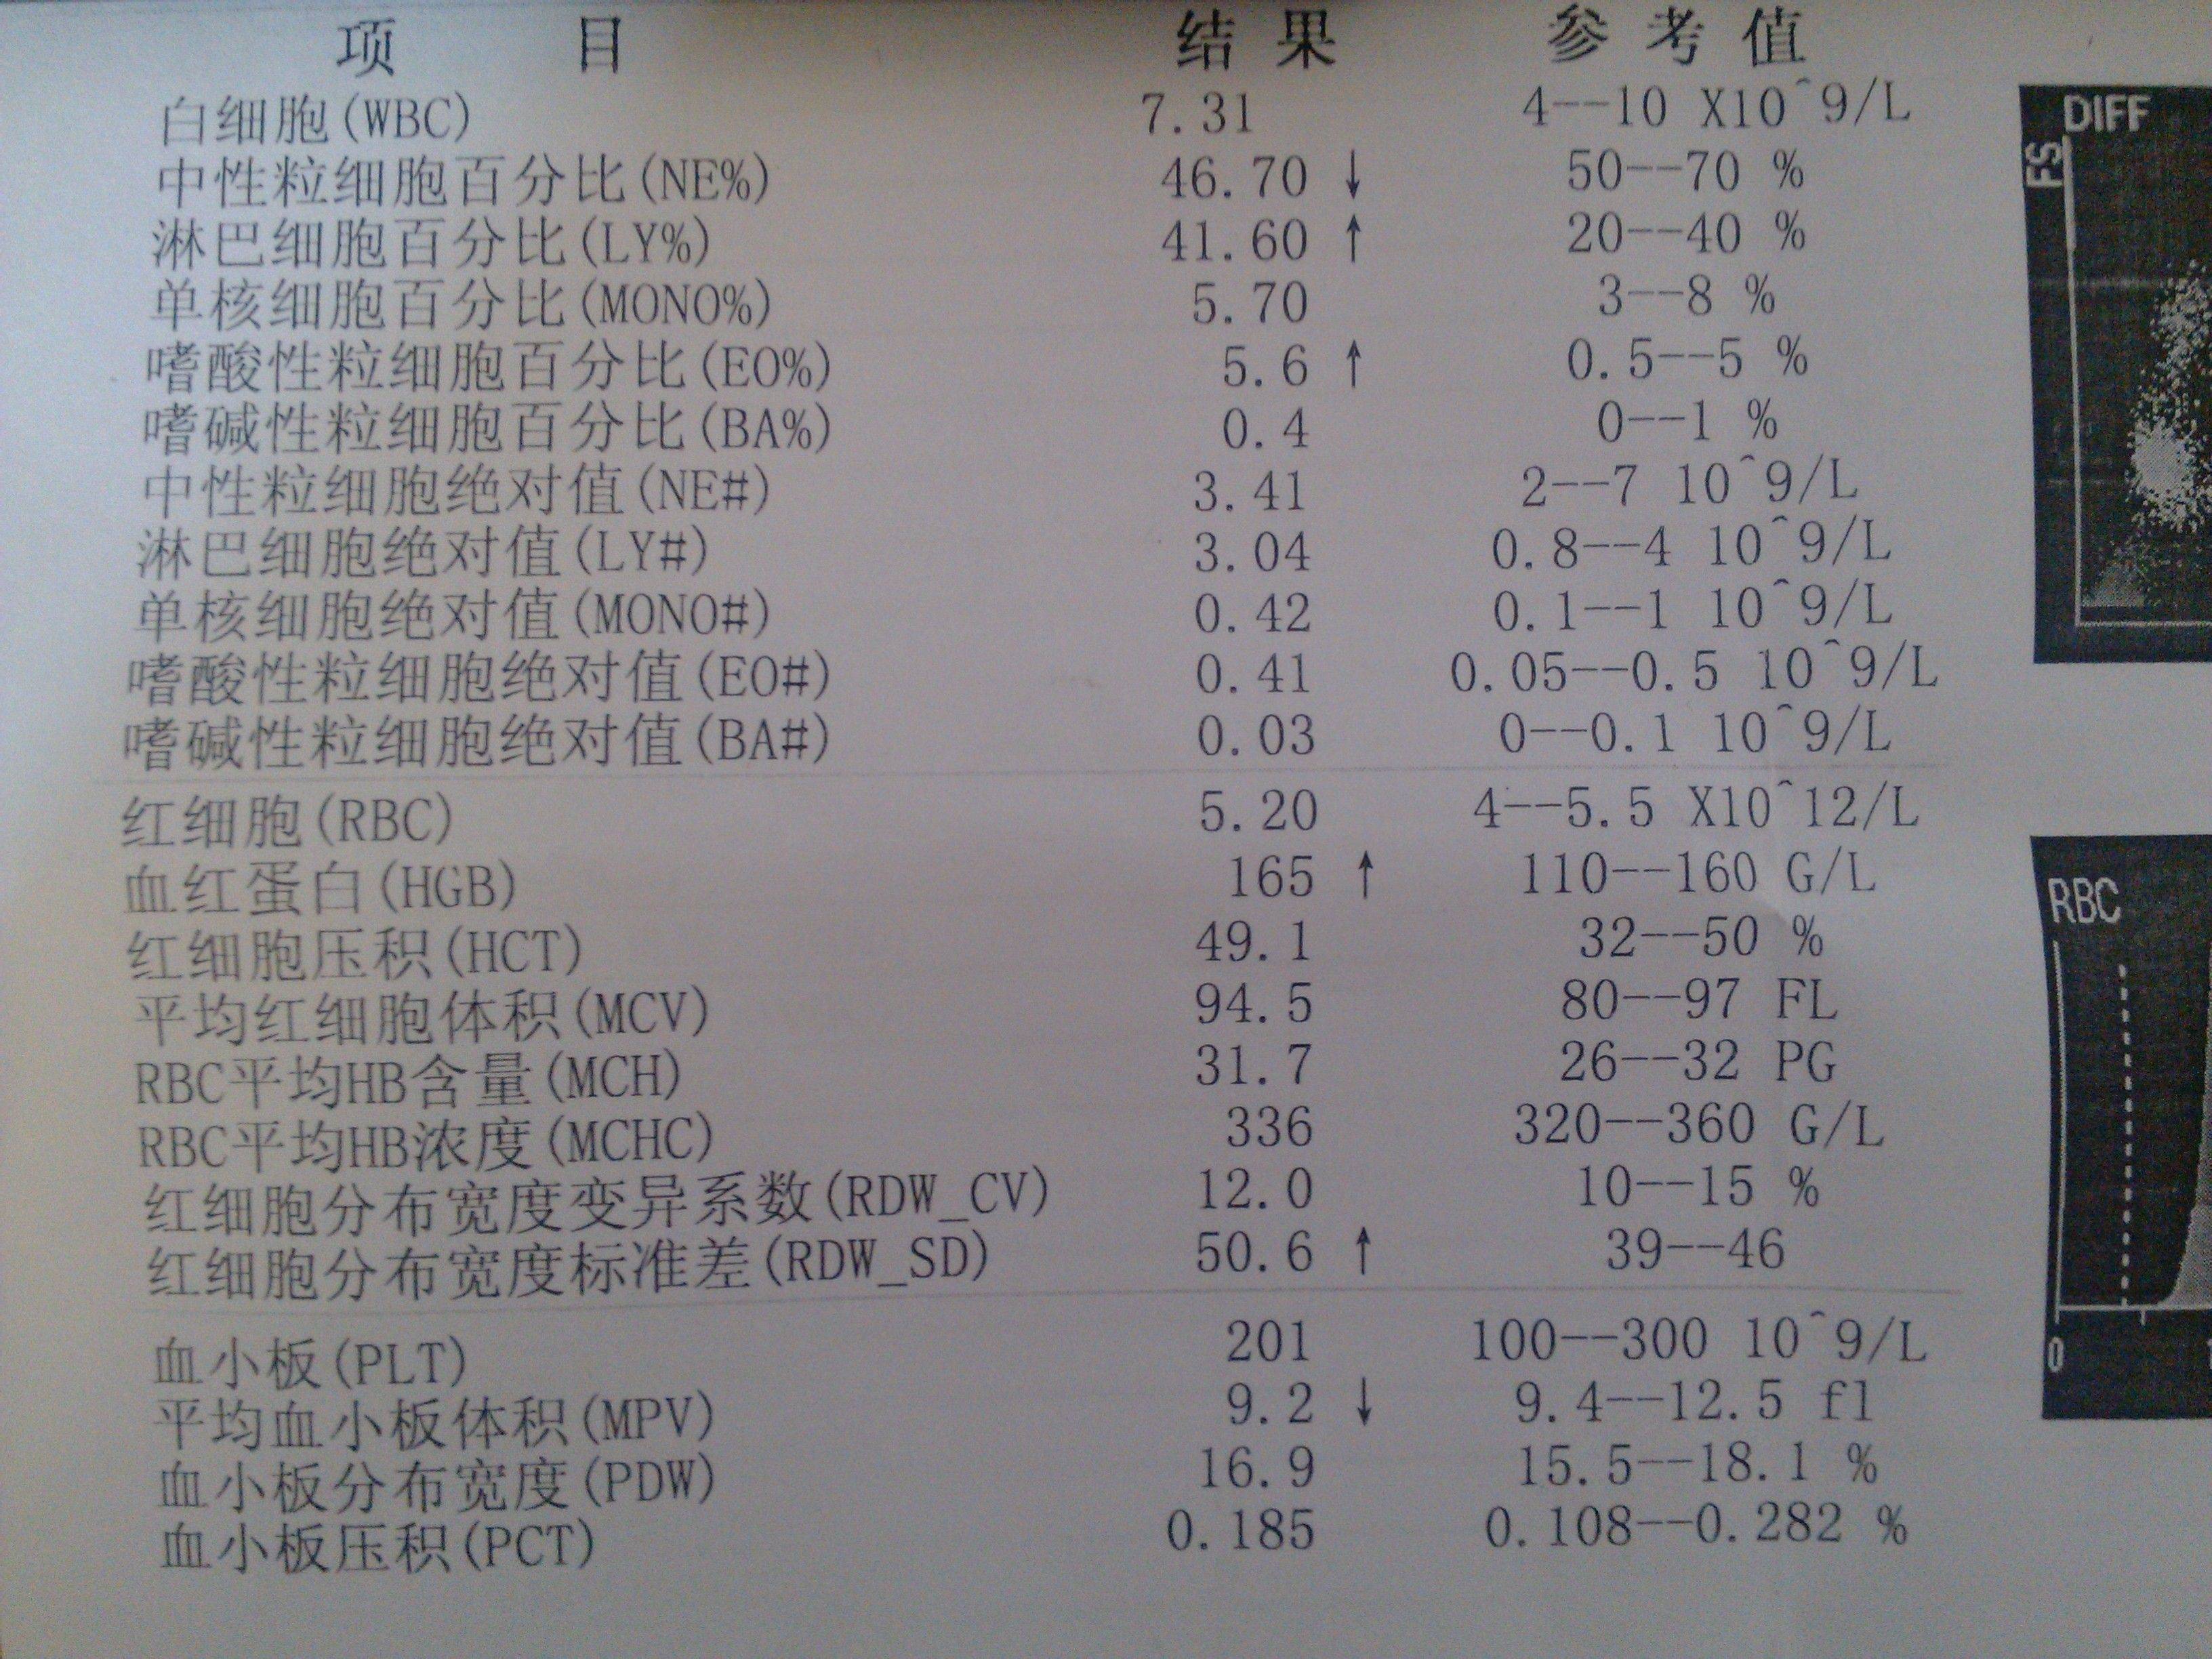 项 目 结 果 参 考 值
白细胞(WBC) 7.31 4--10 X10^9/L
中性粒细胞百分比(NE%) 46.70 ↓ 50--70 %
淋巴细胞百分比(LY%) 41.60 ↑ 20--40 %
单核细胞百分比(MONO%) 5.70 3--8 %
嗜酸性粒细胞百分比(EO%) 5.6 ↑ 0.5--5 %
嗜碱性粒细胞百分比(BA%) 0.4 0--1 %
中性粒细胞绝对值(NE#) 3.41 2--7 10^9/L
淋巴细胞绝对值(LY#) 3.04 0.8--4 10^9/L
单核细胞绝对值(MONO#) 0.42 0.1--1 10^9/L
嗜酸性粒细胞绝对值(EO#) 0.41 0.05--0.5 10^9/L
嗜碱性粒细胞绝对值(BA#) 0.03 0--0.1 10^9/L
红细胞(RBC) 5.20 4--5.5 X10^12/L
血红蛋白(HGB) 165 ↑ 110--160 G/L
红细胞压积(HCT) 49.1 32--50 %
平均红细胞体积(MCV) 94.5 80--97 FL
RBC平均HB含量(MCH) 31.7 26--32 PG
RBC平均HB浓度(MCHC) 336 320--360 G/L
红细胞分布宽度变异系数(RDW_CV) 12.0 10--15 %
红细胞分布宽度标准差(RDW_SD) 50.6 ↑ 39--46
血小板(PLT) 201 100--300 10^9/L
平均血小板体积(MPV) 9.2 ↓ 9.4--12.5 fl
血小板分布宽度(PDW) 16.9 15.5--18.1 %
血小板压积(PCT) 0.185 0.108--0.282 %
DIFF
FS
RBC
0